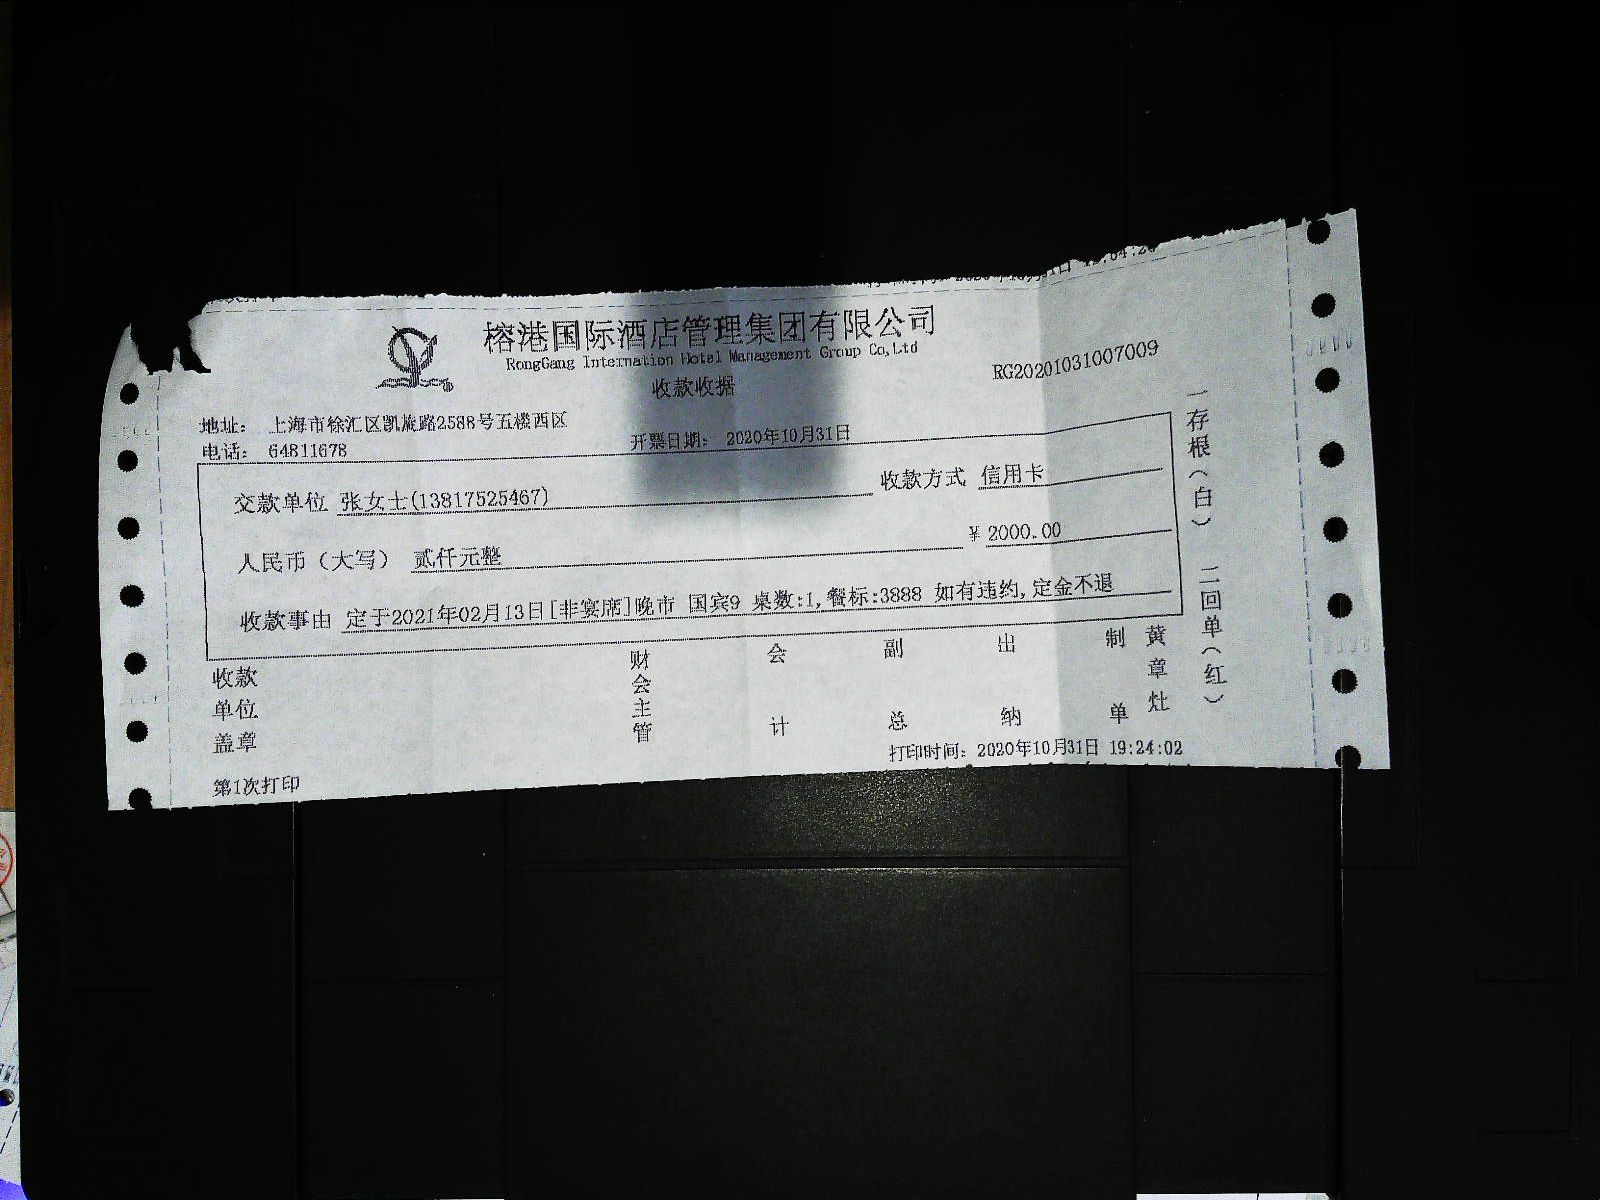 榕港国际酒店管理集团有限公司
RongGang Internation Hotel Management Group Co,Ltd
收款收据
RG20201031007009
地址： 上海市徐汇区凯旋路2588号五楼西区
电话： 64811678
开票日期： 2020年10月31日
交款单位 张女士(13817525467) 收款方式 信用卡
人民币（大写） 贰仟元整 ¥ 2000.00
收款事由 定于2021年02月13日[非宴席]晚市 国宾9 桌数:1,餐标:3888 如有违约,定金不退
收款单位盖章
财会主管
会计
副总
出纳
制单
黄章灶
一存根（白） 二回单（红）
第1次打印
打印时间：2020年10月31日 19:24:02